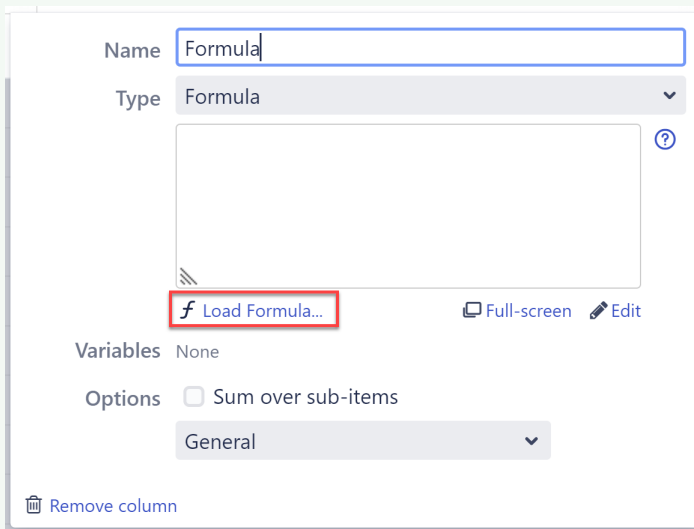 Name Formula
Type Formula
?
f Load Formula... Full-screen Edit
Variables None
Options Sum over sub-items
General
Remove column